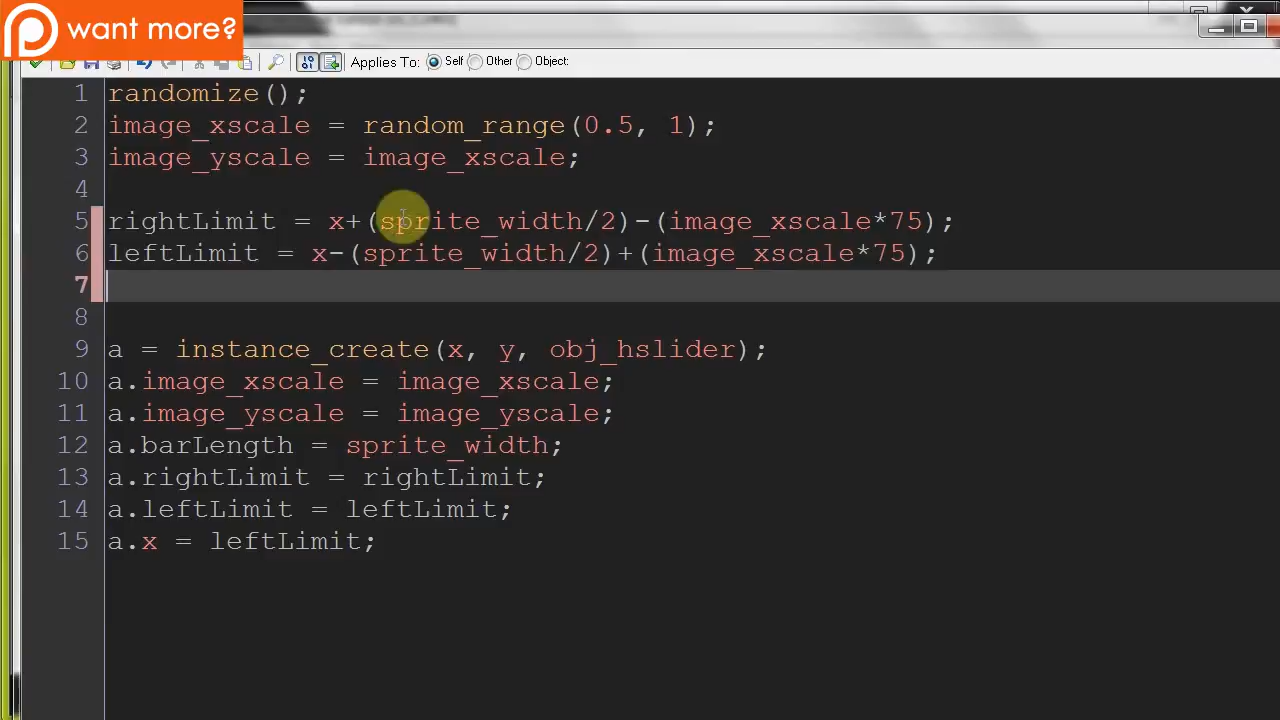 want more?
Applies To: Self Other Object:
1 randomize();
2 image_xscale = random_range(0.5, 1);
3 image_yscale = image_xscale;
4
5 rightLimit = x+(sprite_width/2)-(image_xscale*75);
6 leftLimit = x-(sprite_width/2)+(image_xscale*75);
7
8
9 a = instance_create(x, y, obj_hslider);
10 a.image_xscale = image_xscale;
11 a.image_yscale = image_yscale;
12 a.barLength = sprite_width;
13 a.rightLimit = rightLimit;
14 a.leftLimit = leftLimit;
15 a.x = leftLimit;